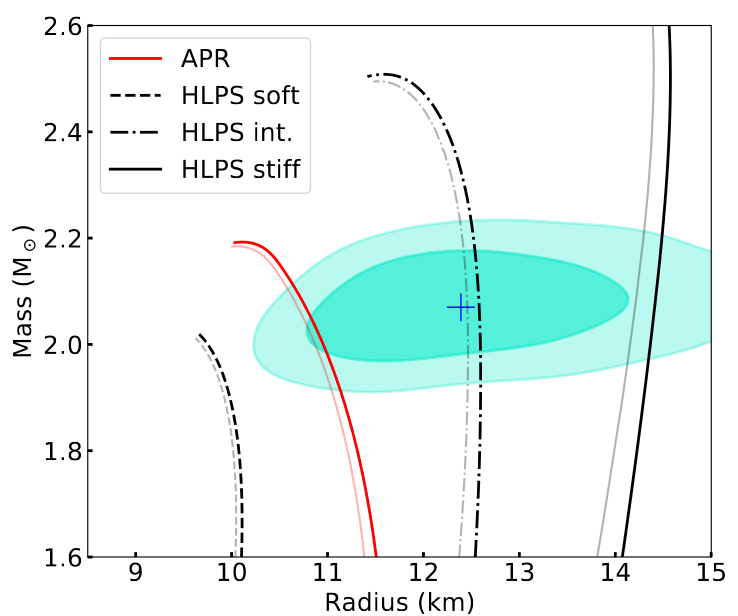 2.6
2.4
2.2
2.0
1.8
1.6
Mass (M⊙)
APR
HLPS soft
HLPS int.
HLPS stiff
9 10 11 12 13 14 15
Radius (km)